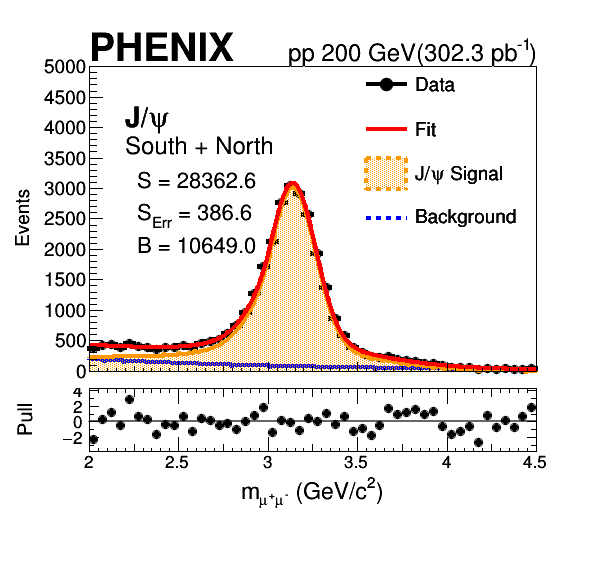 PHENIX pp 200 GeV(302.3 pb⁻¹)
5000
4500
4000
3500
3000
2500
2000
1500
1000
500
0
Events
J/ψ
South + North
S = 28362.6
S_Err = 386.6
B = 10649.0
Data
Fit
J/ψ Signal
Background
4
2
0
−2
Pull
2 2.5 3 3.5 4 4.5
m_μ⁺μ⁻ (GeV/c²)